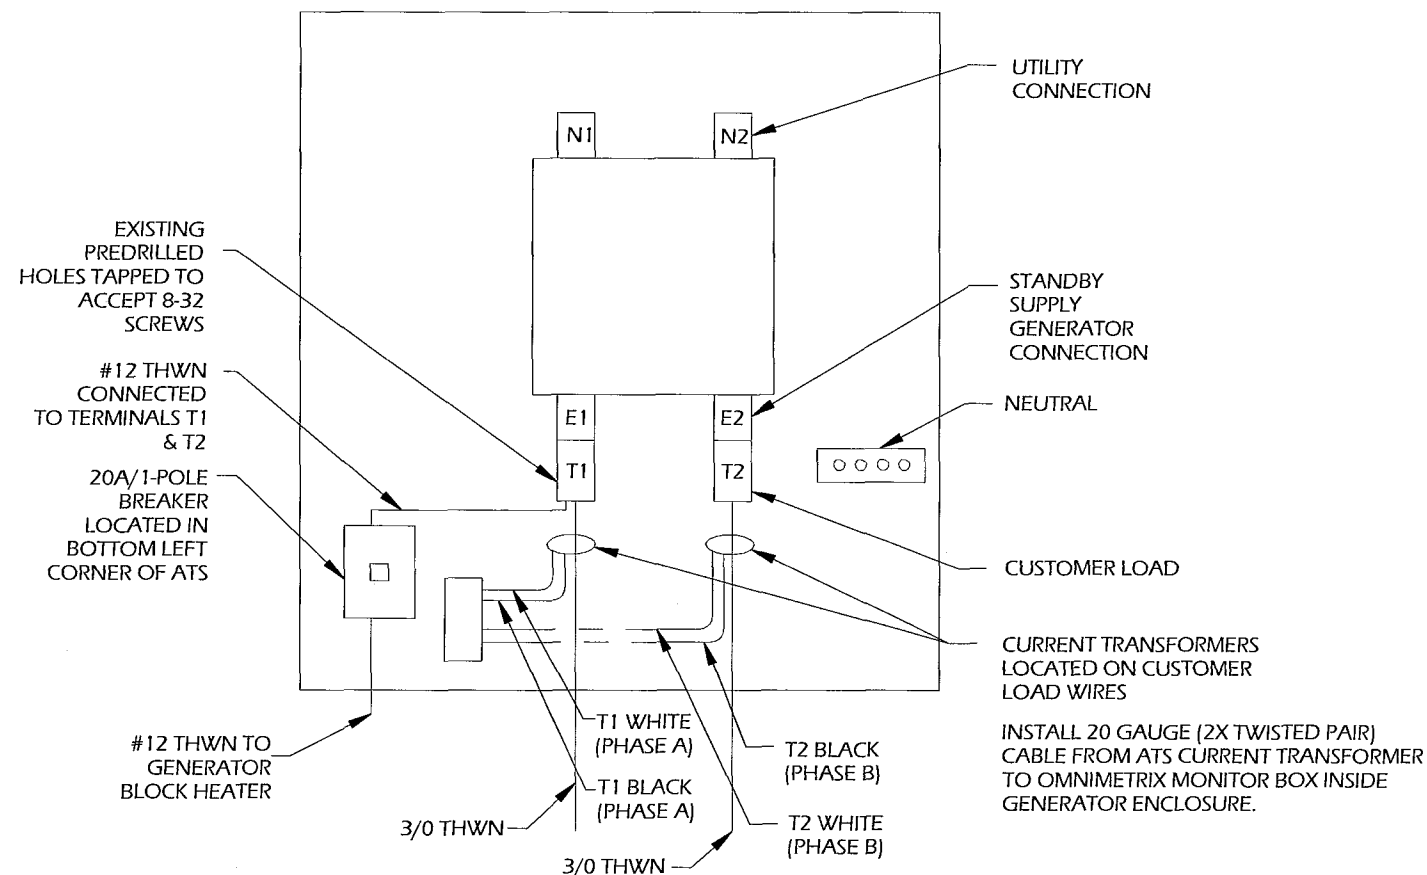 UTILITY
CONNECTION
N1
N2
EXISTING
PREDRILLED
HOLES TAPPED TO
ACCEPT 8-32
SCREWS
STANDBY
SUPPLY
GENERATOR
CONNECTION
#12 THWN
CONNECTED
TO TERMINALS T1
& T2
E1
E2
NEUTRAL
T1
T2
20A/1-POLE
BREAKER
LOCATED IN
BOTTOM LEFT
CORNER OF ATS
CUSTOMER LOAD
CURRENT TRANSFORMERS
LOCATED ON CUSTOMER
LOAD WIRES
#12 THWN TO
GENERATOR
BLOCK HEATER
T1 WHITE
(PHASE A)
T1 BLACK
(PHASE A)
T2 BLACK
(PHASE B)
T2 WHITE
(PHASE B)
3/0 THWN
3/0 THWN
INSTALL 20 GAUGE (2X TWISTED PAIR)
CABLE FROM ATS CURRENT TRANSFORMER
TO OMNIMETRIX MONITOR BOX INSIDE
GENERATOR ENCLOSURE.